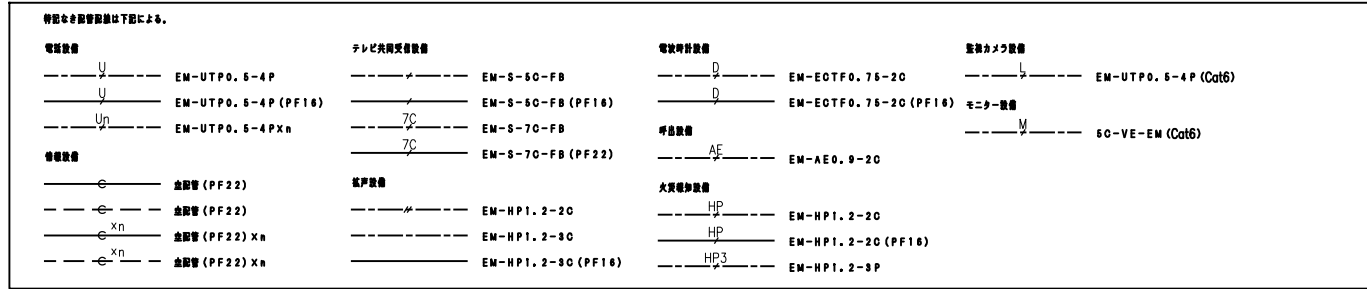 特記なき配管配線は下記による。
電話設備
U EM-UTP0.5-4P
U EM-UTP0.5-4P(PF16)
Un EM-UTP0.5-4PXn
情報設備
C 空配管(PF22)
C 空配管(PF22)
C xn 空配管(PF22)Xn
C xn 空配管(PF22)Xn
テレビ共同受信設備
EM-S-5C-FB
EM-S-5C-FB(PF16)
7C EM-S-7C-FB
7C EM-S-7C-FB(PF22)
拡声設備
EM-HP1.2-2C
EM-HP1.2-3C
EM-HP1.2-3C(PF16)
電波時計設備
D EM-ECTF0.75-2C
D EM-ECTF0.75-2C(PF16)
呼出設備
AE EM-AE0.9-2C
火災報知設備
HP EM-HP1.2-2C
HP EM-HP1.2-2C(PF16)
HP3 EM-HP1.2-3P
監視カメラ設備
L EM-UTP0.5-4P(Cat6)
モニター設備
M 5C-VE-EM(Cat6)